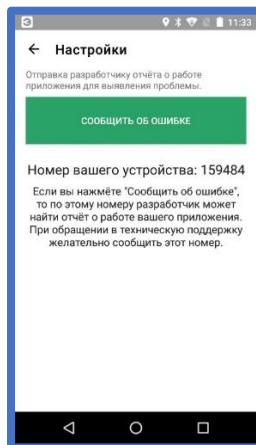 11:33
Настройки
Отправка разработчику отчёта о работе
приложения для выявления проблемы.
СООБЩИТЬ ОБ ОШИБКЕ
Номер вашего устройства: 159484
Если вы нажмёте "Сообщить об ошибке",
то по этому номеру разработчик может
найти отчёт о работе вашего приложения.
При обращении в техническую поддержку
желательно сообщить этот номер.